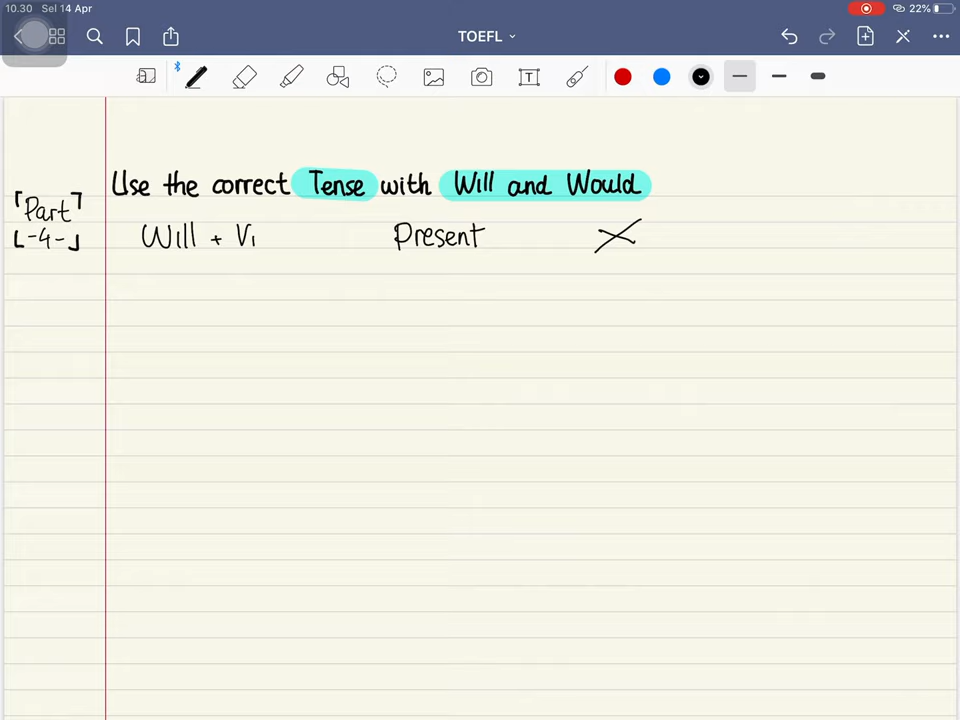 10.30 Sel 14 Apr
22%
TOEFL
T
Use the correct Tense with Will and Would
「Part」
-4-
Will + V1 Present X